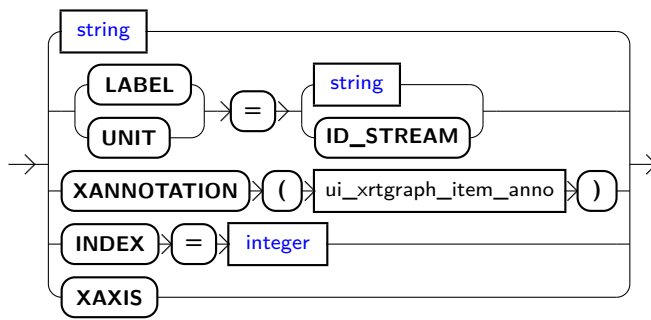 string
LABEL
UNIT
=
string
ID_STREAM
XANNOTATION ( ui_xrtgraph_item_anno )
INDEX = integer
XAXIS